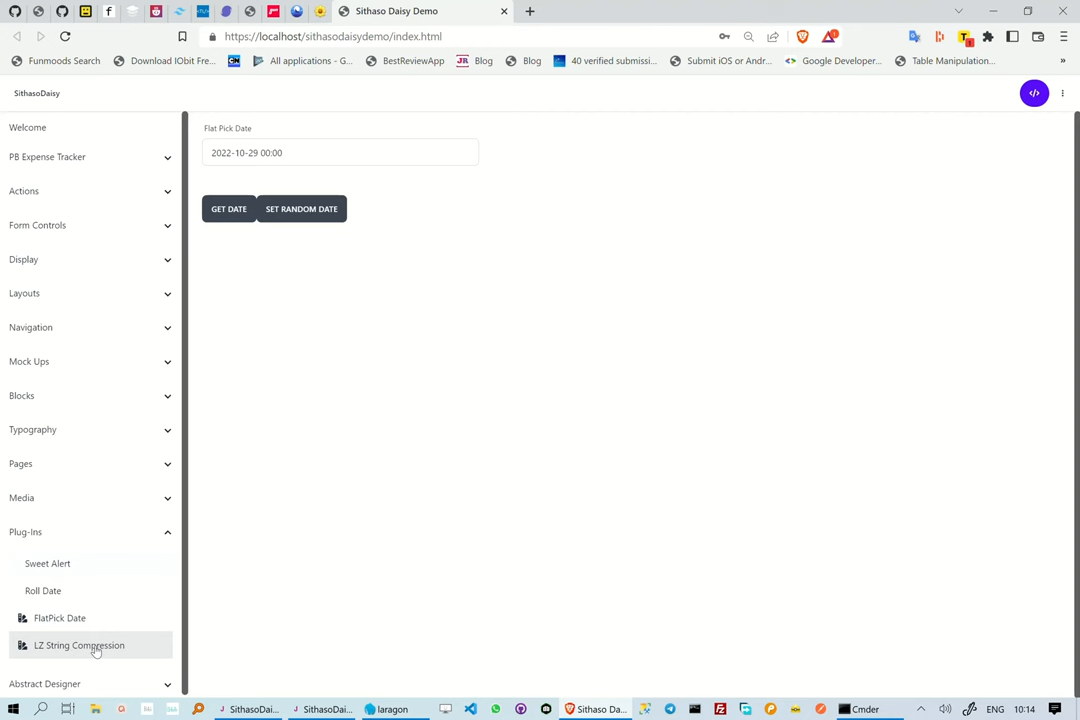 Sithaso Daisy Demo
https://localhost/sithasodaisydemo/index.html
Funmoods Search
Download IObit Fre...
All applications - G...
BestReviewApp
JR Blog
Blog
40 verified submissi...
Submit iOS or Andr...
Google Developer...
Table Manipulation...
SithasoDaisy
Welcome
PB Expense Tracker
Actions
Form Controls
Display
Layouts
Navigation
Mock Ups
Blocks
Typography
Pages
Media
Plug-Ins
Sweet Alert
Roll Date
FlatPick Date
LZ String Compression
Abstract Designer
Flat Pick Date
2022-10-29 00:00
GET DATE
SET RANDOM DATE
SithasoDai...
SithasoDai...
laragon
Sithaso Da...
Cmder
ENG
10:14